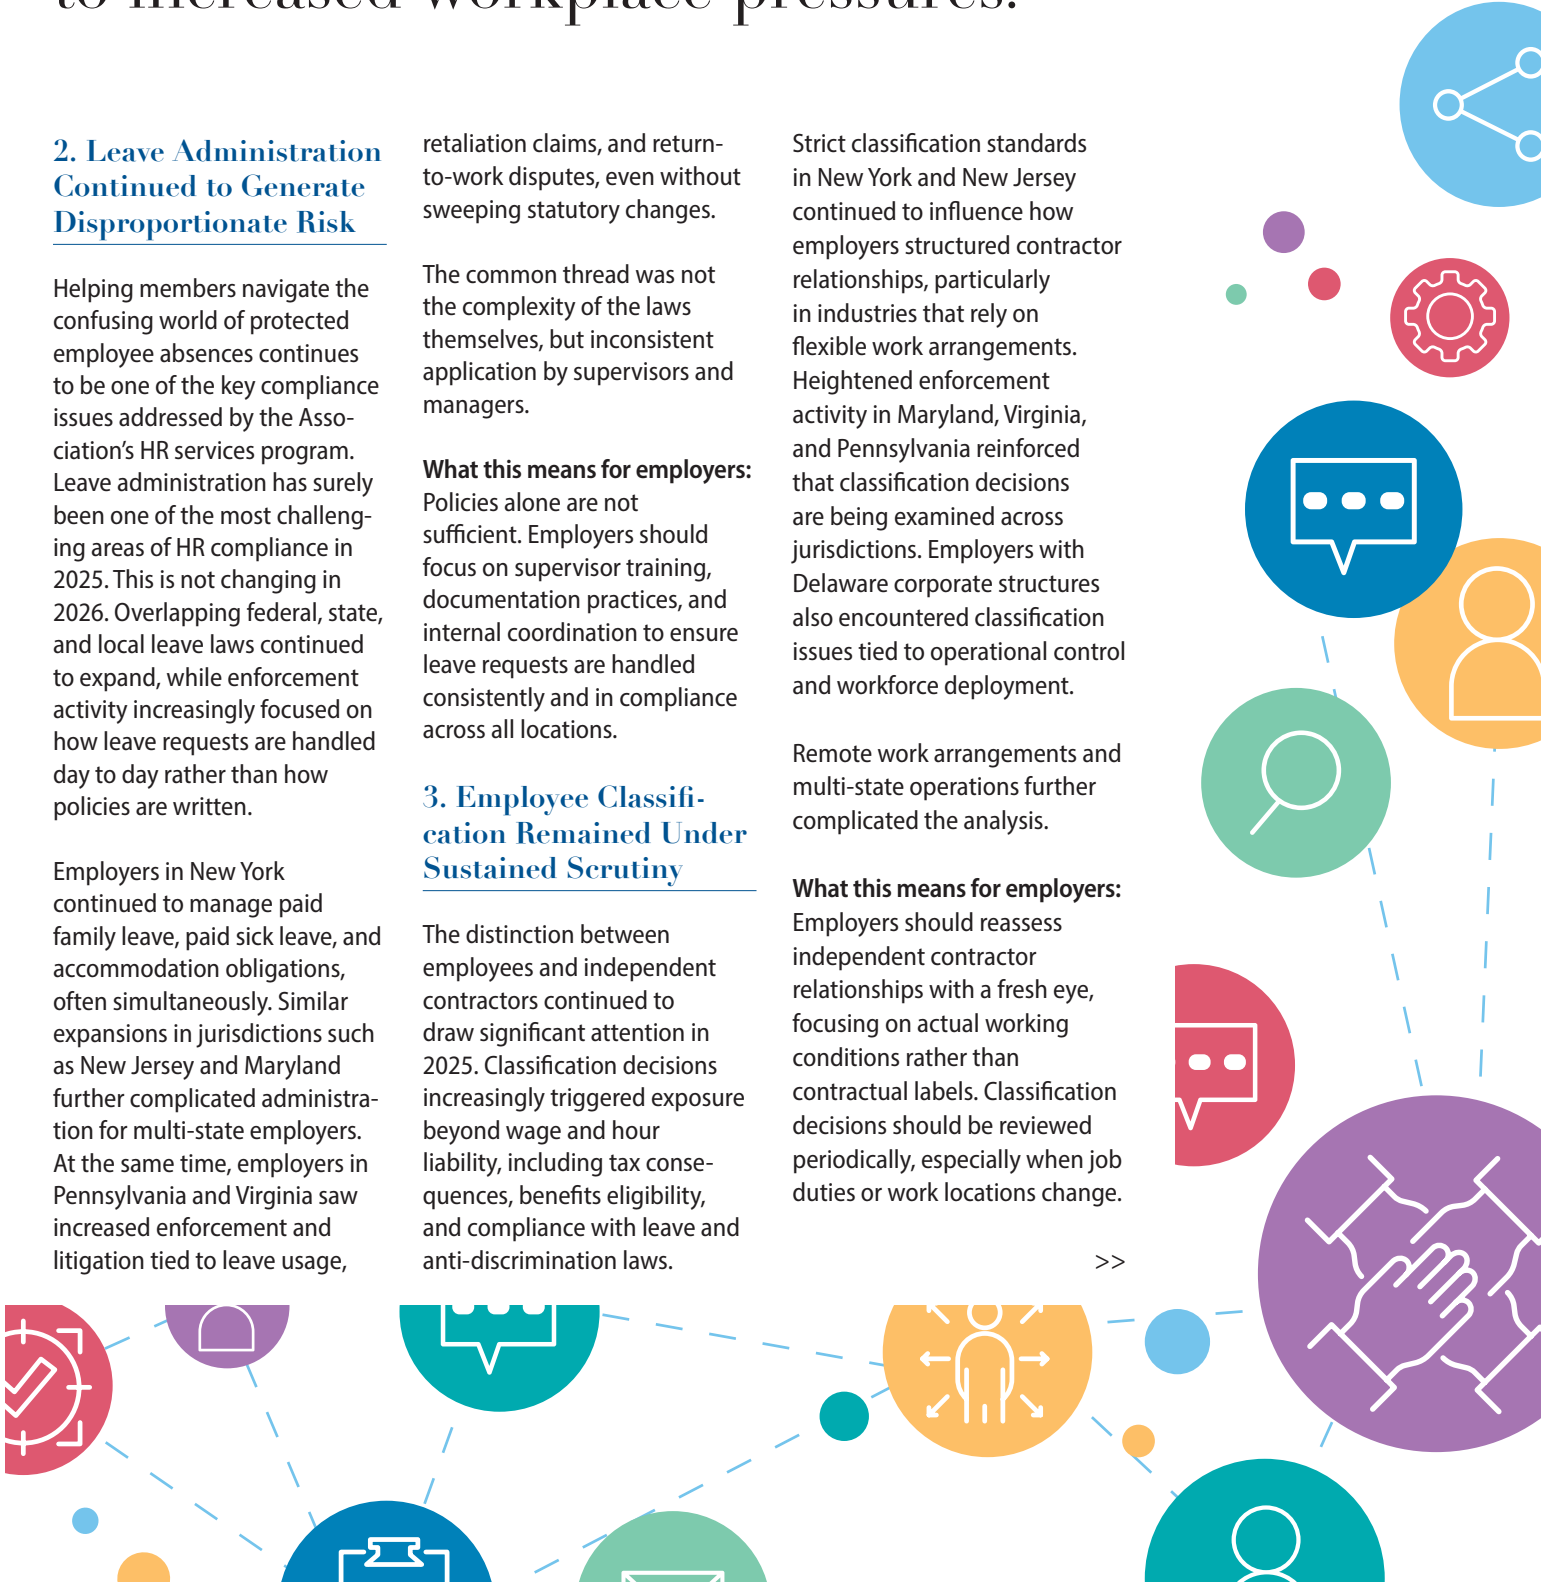 to increased workplace pressures.
2. Leave Administration
Continued to Generate
Disproportionate Risk
Helping members navigate the
confusing world of protected
employee absences continues
to be one of the key compliance
issues addressed by the Asso-
ciation’s HR services program.
Leave administration has surely
been one of the most challeng-
ing areas of HR compliance in
2025. This is not changing in
2026. Overlapping federal, state,
and local leave laws continued
to expand, while enforcement
activity increasingly focused on
how leave requests are handled
day to day rather than how
policies are written.
Employers in New York
continued to manage paid
family leave, paid sick leave, and
accommodation obligations,
often simultaneously. Similar
expansions in jurisdictions such
as New Jersey and Maryland
further complicated administra-
tion for multi-state employers.
At the same time, employers in
Pennsylvania and Virginia saw
increased enforcement and
litigation tied to leave usage,
retaliation claims, and return-
to-work disputes, even without
sweeping statutory changes.
The common thread was not
the complexity of the laws
themselves, but inconsistent
application by supervisors and
managers.
What this means for employers:
Policies alone are not
sufficient. Employers should
focus on supervisor training,
documentation practices, and
internal coordination to ensure
leave requests are handled
consistently and in compliance
across all locations.
3. Employee Classifi-
cation Remained Under
Sustained Scrutiny
The distinction between
employees and independent
contractors continued to
draw significant attention in
2025. Classification decisions
increasingly triggered exposure
beyond wage and hour
liability, including tax conse-
quences, benefits eligibility,
and compliance with leave and
anti-discrimination laws.
Strict classification standards
in New York and New Jersey
continued to influence how
employers structured contractor
relationships, particularly
in industries that rely on
flexible work arrangements.
Heightened enforcement
activity in Maryland, Virginia,
and Pennsylvania reinforced
that classification decisions
are being examined across
jurisdictions. Employers with
Delaware corporate structures
also encountered classification
issues tied to operational control
and workforce deployment.
Remote work arrangements and
multi-state operations further
complicated the analysis.
What this means for employers:
Employers should reassess
independent contractor
relationships with a fresh eye,
focusing on actual working
conditions rather than
contractual labels. Classification
decisions should be reviewed
periodically, especially when job
duties or work locations change.
>>